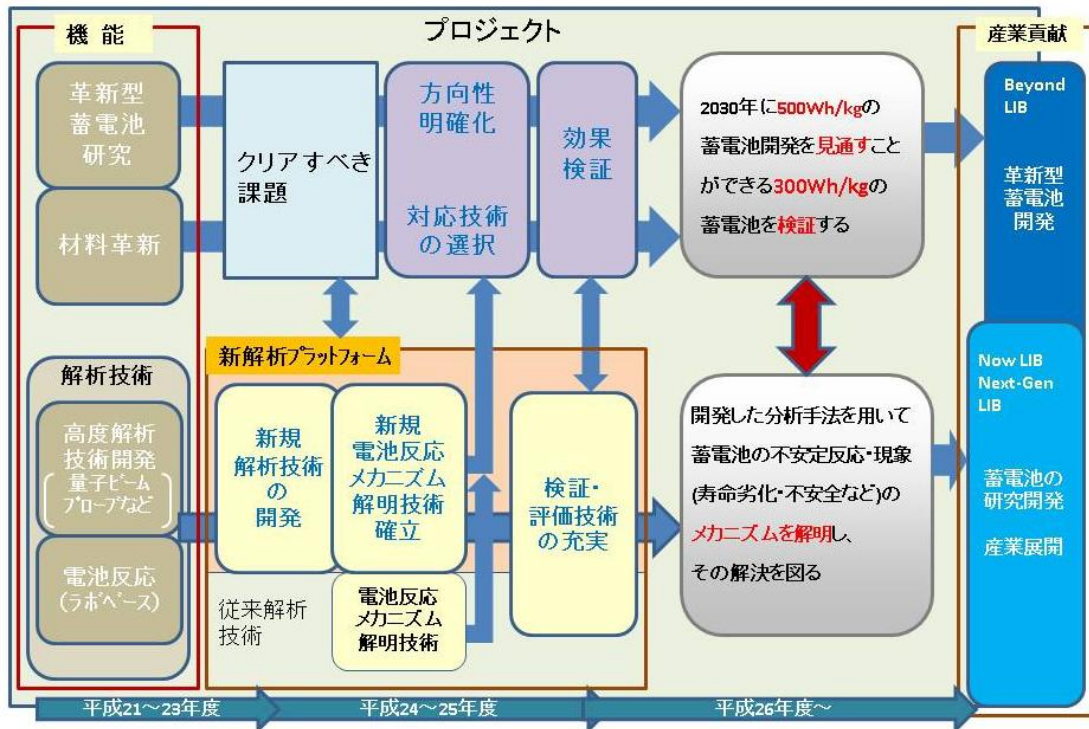 機 能
プロジェクト
産業貢献
革新型
蓄電池
研究
材料革新
クリアすべき
課題
方向性
明確化
対応技術
の選択
効果
検証
2030年に500Wh/kgの
蓄電池開発を見通すこと
ができる300Wh/kgの
蓄電池を検証する
Beyond
LIB
革新型
蓄電池
開発
解析技術
高度解析
技術開発
量子ビーム
プローブなど
電池反応
(ラボベース)
新解析プラットフォーム
新規
解析技術
の
開発
新規
電池反応
メカニズム
解明技術
確立
検証・
評価技術
の充実
従来解析
技術
電池反応
メカニズム
解明技術
開発した分析手法を用いて
蓄電池の不安定反応・現象
(寿命劣化・不安全など)の
メカニズムを解明し、
その解決を図る
Now LIB
Next-Gen
LIB
蓄電池の
研究開発
産業展開
平成21～23年度
平成24～25年度
平成26年度～